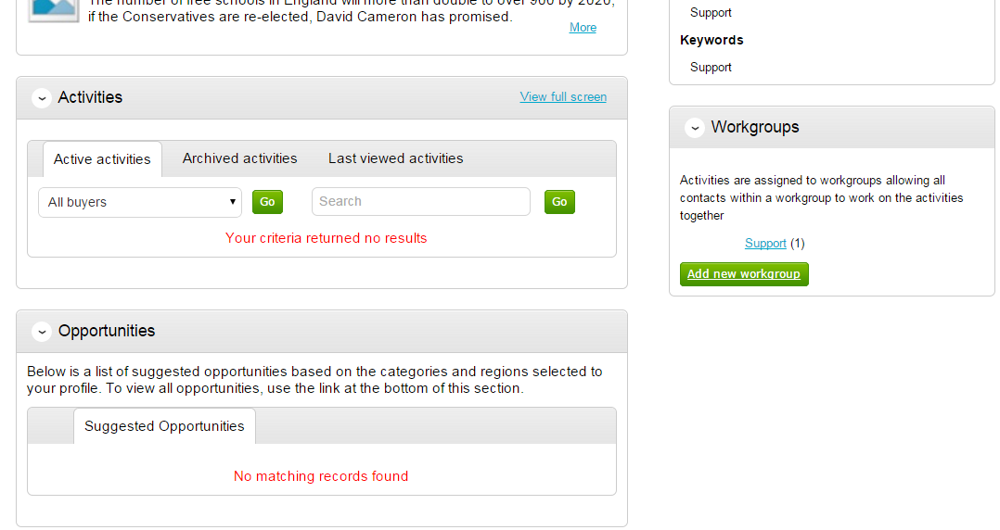 The number of free schools in England will more than double to over 900 by 2020,
if the Conservatives are re-elected, David Cameron has promised.
More
Activities
View full screen
Active activities
Archived activities
Last viewed activities
All buyers
Go
Search
Go
Your criteria returned no results
Opportunities
Below is a list of suggested opportunities based on the categories and regions selected to
your profile. To view all opportunities, use the link at the bottom of this section.
Suggested Opportunities
No matching records found
Support
Keywords
Support
Workgroups
Activities are assigned to workgroups allowing all
contacts within a workgroup to work on the activities
together
Support (1)
Add new workgroup